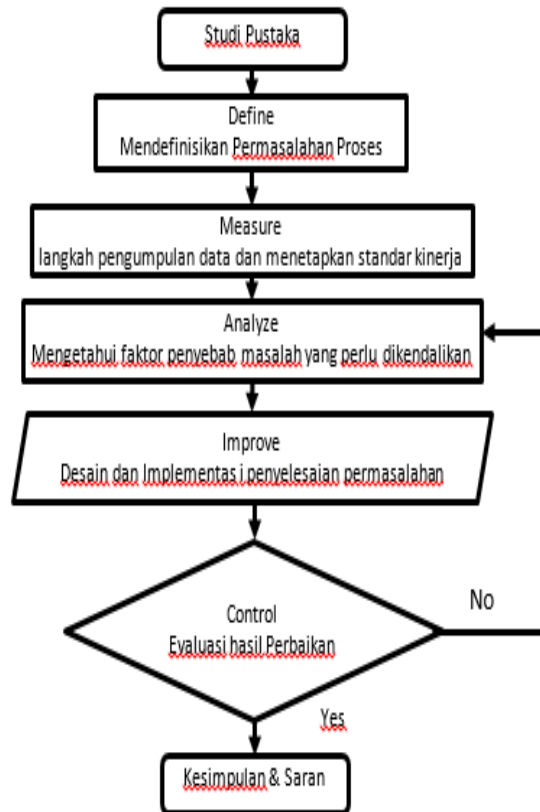 Studi Pustaka
Define
Mendefinisikan Permasalahan Proses
Measure
langkah pengumpulan data dan menetapkan standar kinerja
Analyze
Mengetahui faktor penyebab masalah yang perlu dikendalikan
Improve
Desain dan Implementas i penyelesaian permasalahan
Control
Evaluasi hasil Perbaikan
No
Yes
Kesimpulan & Saran